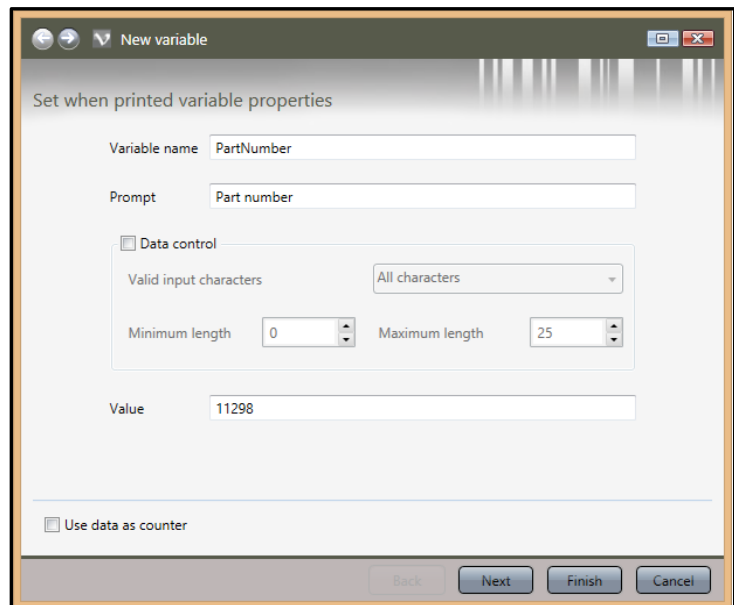 New variable
Set when printed variable properties
Variable name PartNumber
Prompt Part number
Data control
Valid input characters All characters
Minimum length 0 Maximum length 25
Value 11298
Use data as counter
Back Next Finish Cancel